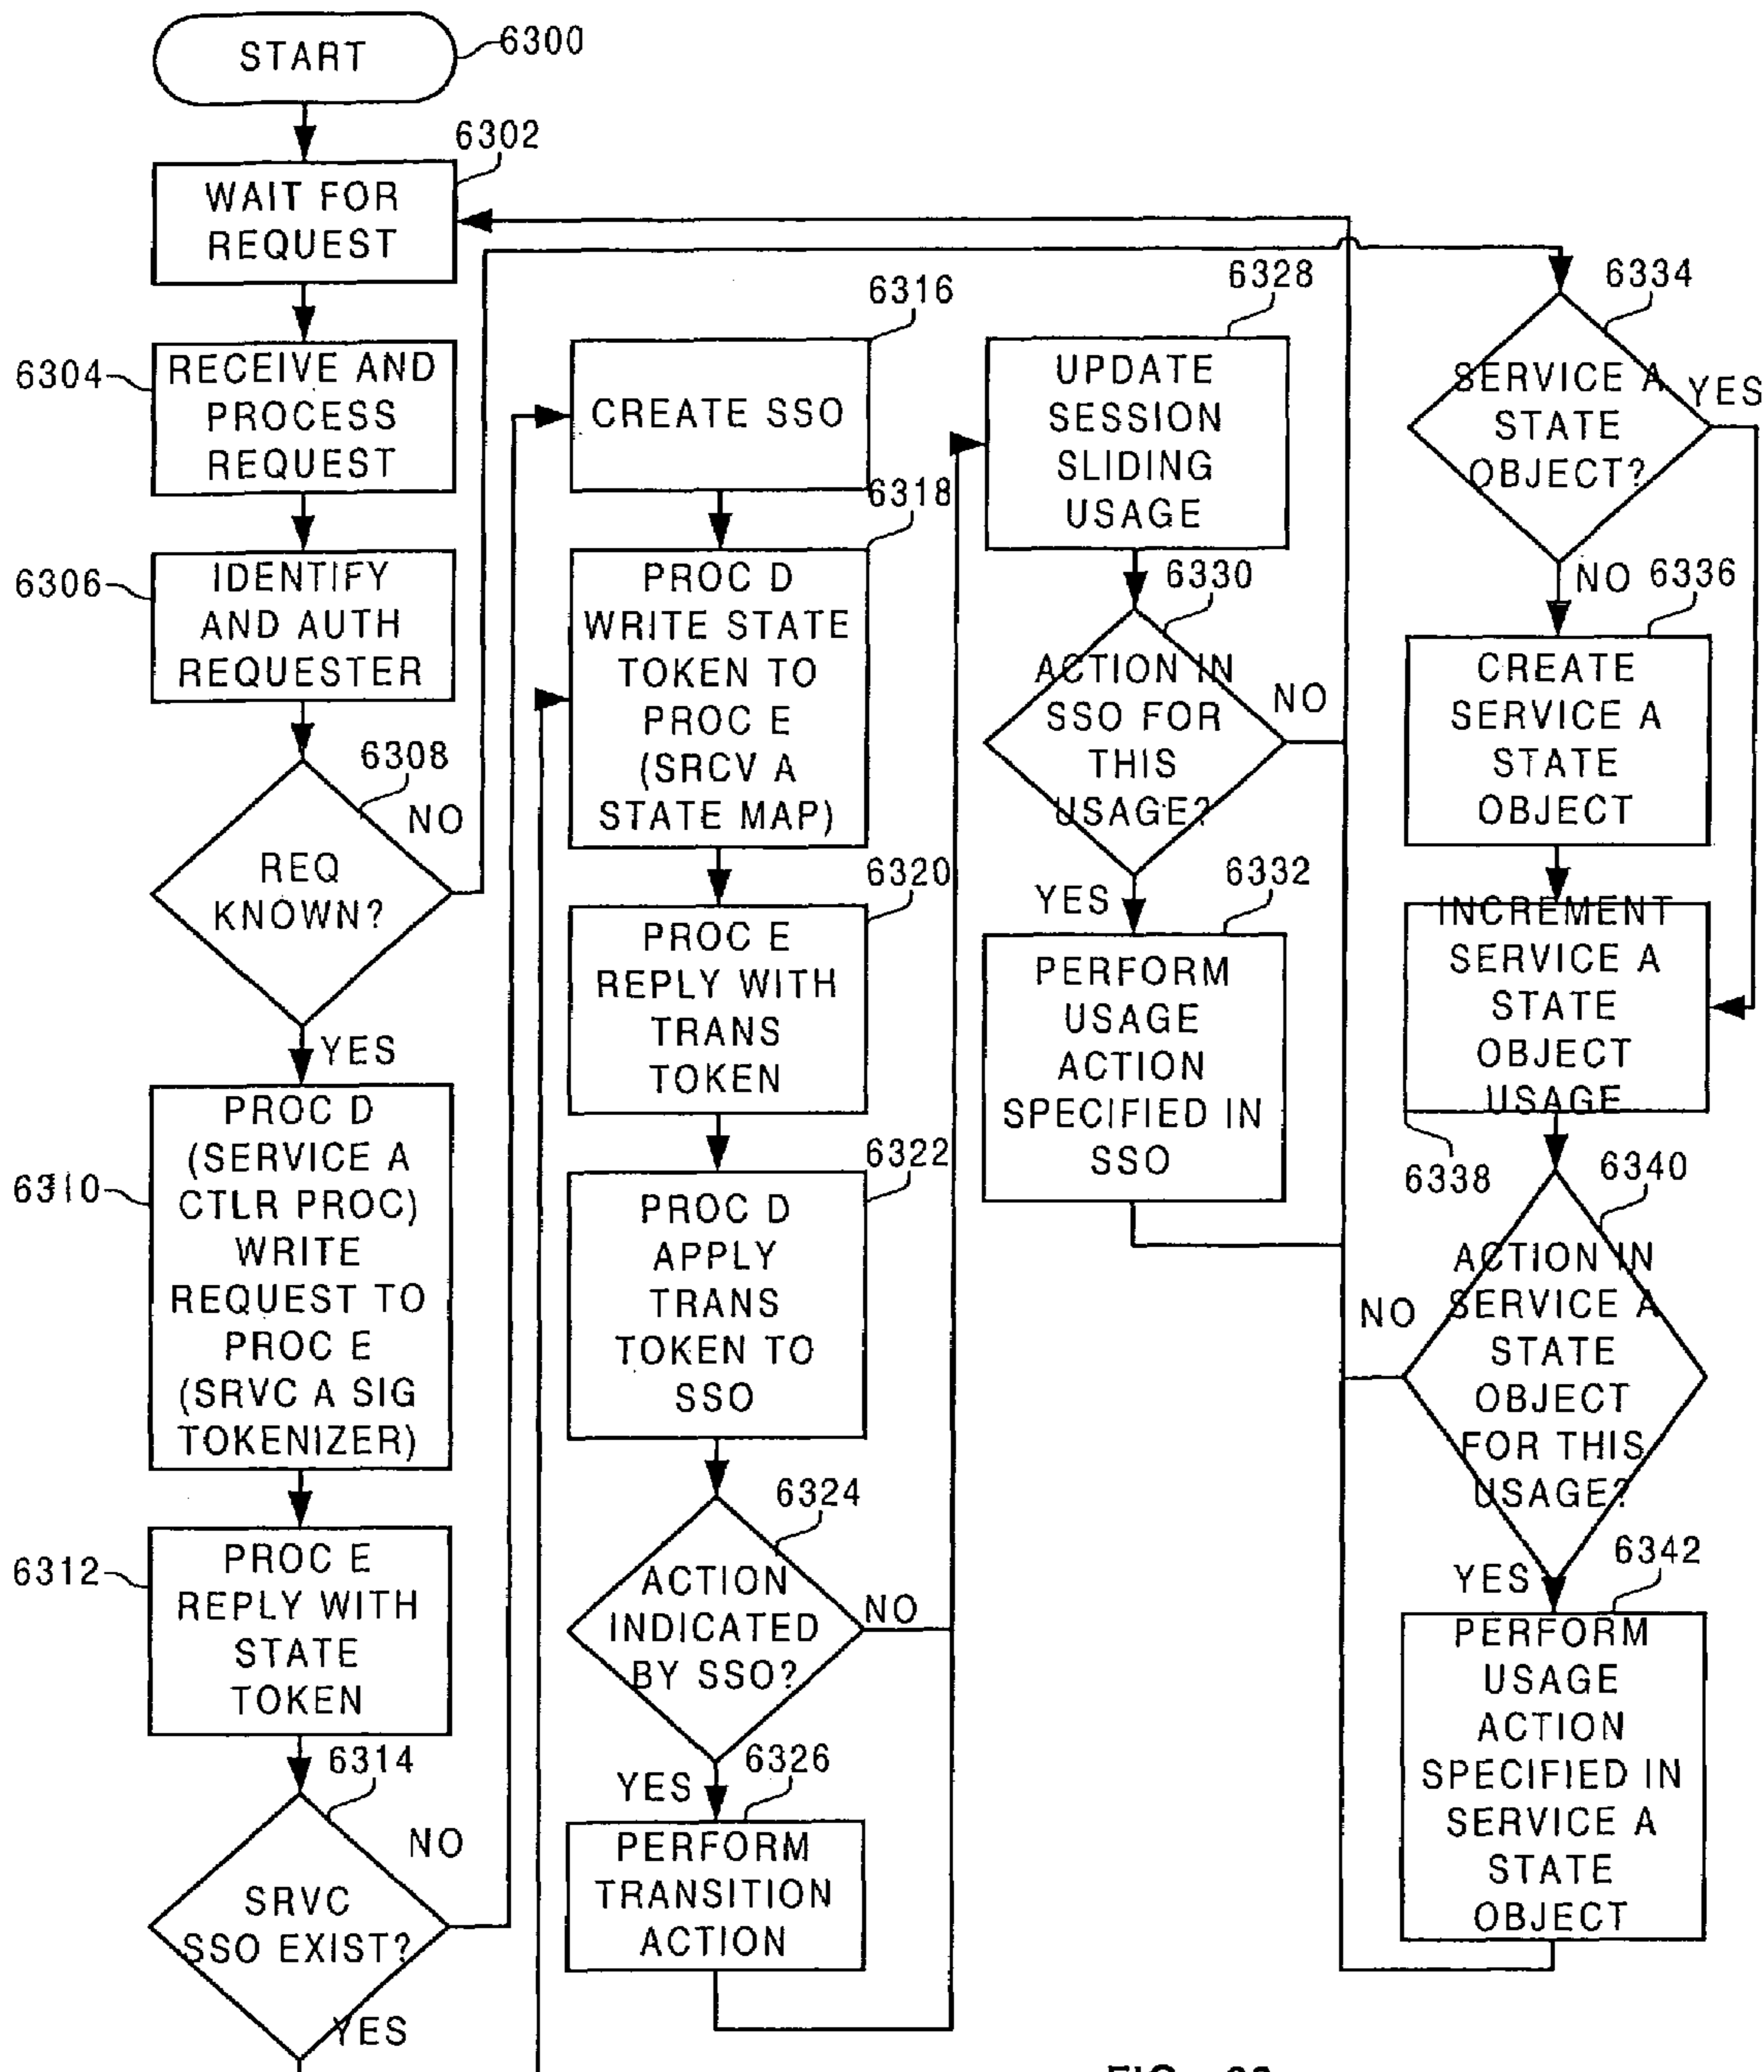 START
6300
6302
WAIT FOR
REQUEST
6304
RECEIVE AND
PROCESS
REQUEST
6306
IDENTIFY
AND AUTH
REQUESTER
6308
REQ
KNOWN?
NO
YES
6310
PROC D
(SERVICE A
CTLR PROC)
WRITE
REQUEST TO
PROC E
(SRVC A SIG
TOKENIZER)
6312
PROC E
REPLY WITH
STATE
TOKEN
6314
SRVC
SSO EXIST?
NO
YES
6316
CREATE SSO
6318
PROC D
WRITE STATE
TOKEN TO
PROC E
(SRCV A
STATE MAP)
6320
PROC E
REPLY WITH
TRANS
TOKEN
6322
PROC D
APPLY
TRANS
TOKEN TO
SSO
6324
ACTION
INDICATED
BY SSO?
NO
YES
6326
PERFORM
TRANSITION
ACTION
6328
UPDATE
SESSION
SLIDING
USAGE
6330
ACTION IN
SSO FOR
THIS
USAGE?
NO
YES
6332
PERFORM
USAGE
ACTION
SPECIFIED IN
SSO
6334
SERVICE A
STATE
OBJECT?
YES
NO
6336
CREATE
SERVICE A
STATE
OBJECT
INCREMENT
SERVICE A
STATE
OBJECT
USAGE
6338
6340
ACTION IN
SERVICE A
STATE
OBJECT
FOR THIS
USAGE?
NO
YES
6342
PERFORM
USAGE
ACTION
SPECIFIED IN
SERVICE A
STATE
OBJECT